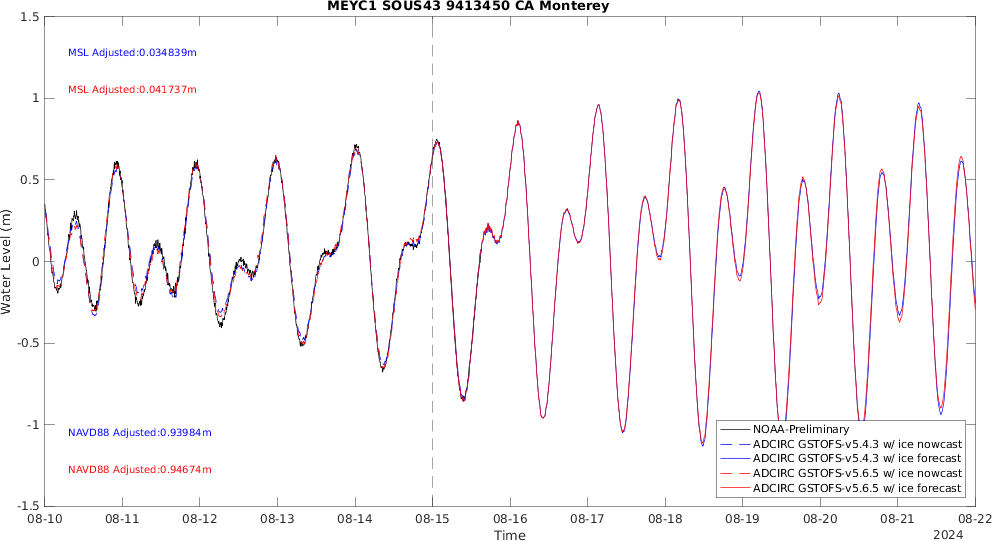 MEYC1 SOUS43 9413450 CA Monterey
1.5
MSL Adjusted:0.034839m
MSL Adjusted:0.041737m
1
0.5
0
Water Level (m)
-0.5
-1
NAVD88 Adjusted:0.93984m
NAVD88 Adjusted:0.94674m
NOAA-Preliminary
ADCIRC GSTOFS-v5.4.3 w/ ice nowcast
ADCIRC GSTOFS-v5.4.3 w/ ice forecast
ADCIRC GSTOFS-v5.6.5 w/ ice nowcast
ADCIRC GSTOFS-v5.6.5 w/ ice forecast
-1.5
08-10 08-11 08-12 08-13 08-14 08-15 08-16 08-17 08-18 08-19 08-20 08-21 08-22
Time
2024